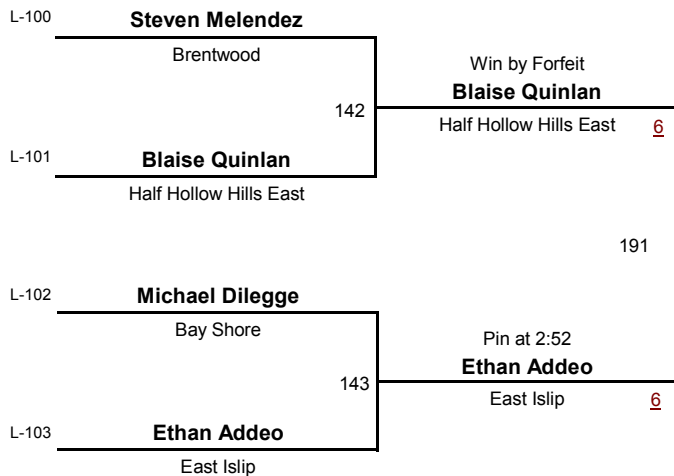 L-100
Steven Melendez
Brentwood
Win by Forfeit
Blaise Quinlan
142
Half Hollow Hills East 6
L-101
Blaise Quinlan
Half Hollow Hills East
191
L-102
Michael Dilegge
Bay Shore
Pin at 2:52
Ethan Addeo
143
East Islip 6
L-103
Ethan Addeo
East Islip